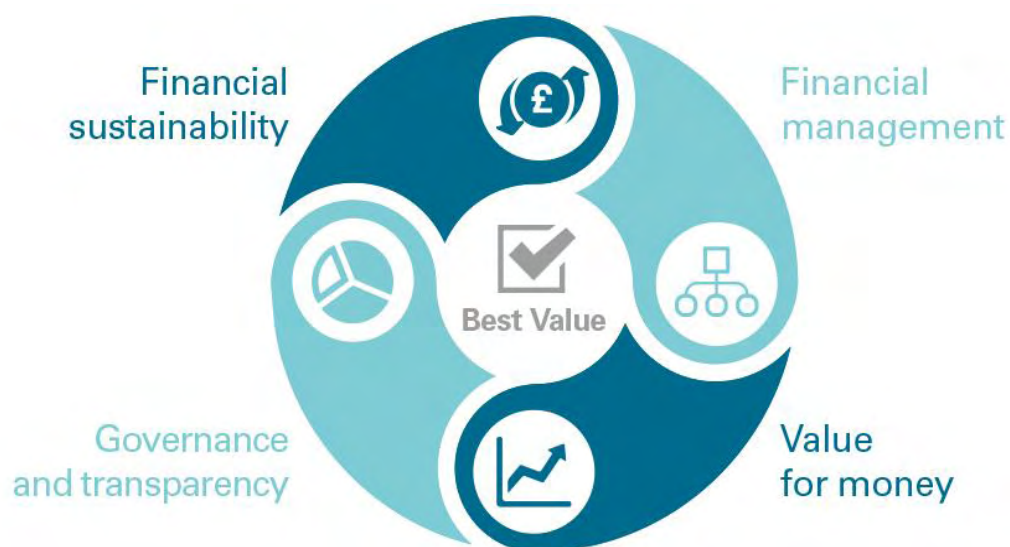 Financial
sustainability
Financial
management
£
Best Value
Governance
and transparency
Value
for money